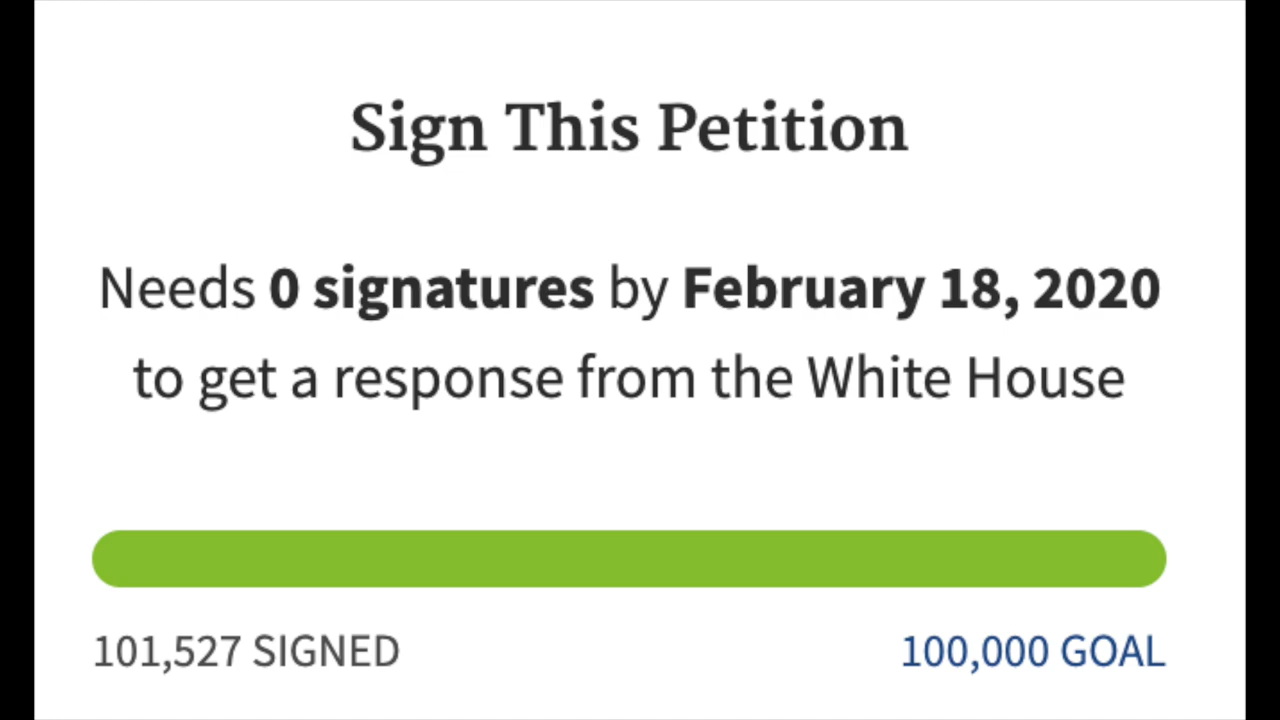 Sign This Petition
Needs 0 signatures by February 18, 2020
to get a response from the White House
101,527 SIGNED
100,000 GOAL